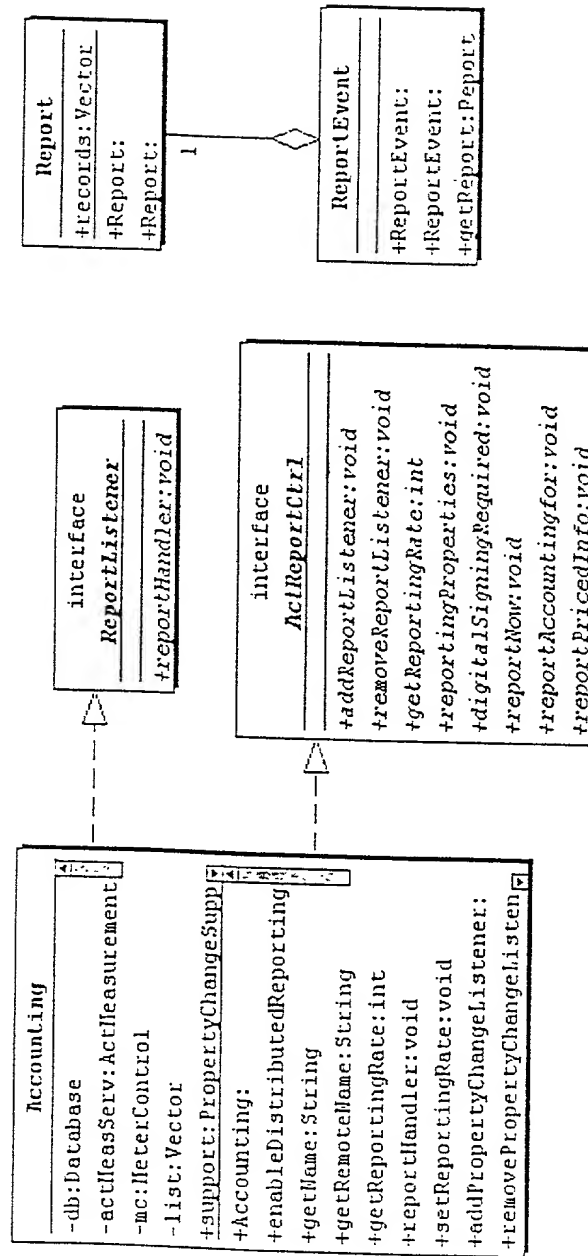 Accounting
-db:Database
-actMeasServ:ActMeasurement
-mc:MeterControl
-list:Vector
+support:PropertyChangeSupp
+Accounting:
+enableDistributedReporting
+getName:String
+getRemoteName:String
+getReportingRate:int
+reportHandler:void
+setReportingRate:void
+addPropertyChangeListener:
+removePropertyChangeListen
interface
ReportListener
+reportHandler:void
interface
ActReportCtrl
+addReportListener:void
+removeReportListener:void
+getReportingRate:int
+reportingProperties:void
+digitalSigningRequired:void
+reportNow:void
+reportAccountingfor:void
+reportPricedInfo:void
Report
+records:Vector
+Report:
+Report:
1
ReportEvent
+ReportEvent:
+ReportEvent:
+getReport:Report